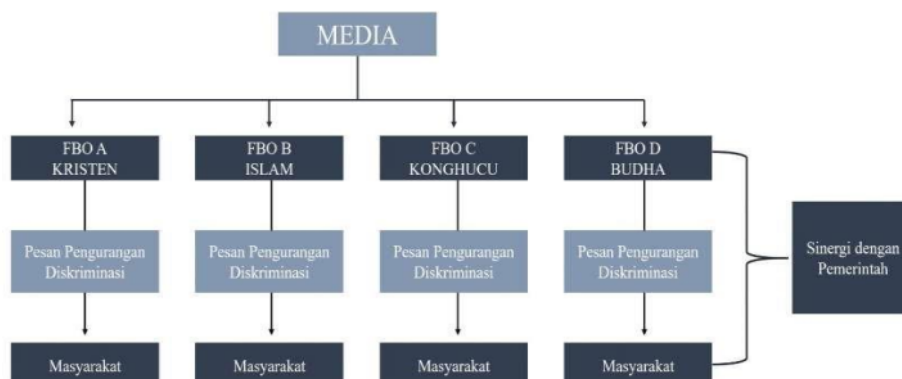 MEDIA
FBO A
KRISTEN
FBO B
ISLAM
FBO C
KONGHUCU
FBO D
BUDHA
Pesan Pengurangan
Diskriminasi
Pesan Pengurangan
Diskriminasi
Pesan Pengurangan
Diskriminasi
Pesan Pengurangan
Diskriminasi
Sinergi dengan
Pemerintah
Masyarakat
Masyarakat
Masyarakat
Masyarakat